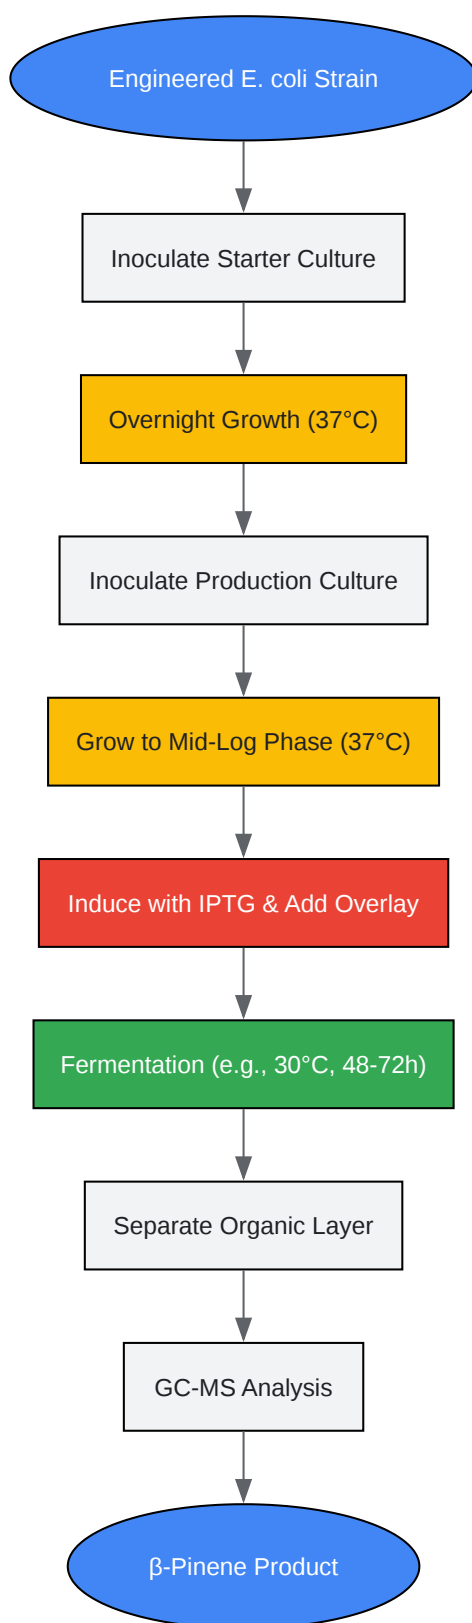 Engineered E. coli Strain
Inoculate Starter Culture
Overnight Growth (37°C)
Inoculate Production Culture
Grow to Mid-Log Phase (37°C)
Induce with IPTG & Add Overlay
Fermentation (e.g., 30°C, 48-72h)
Separate Organic Layer
GC-MS Analysis
β-Pinene Product